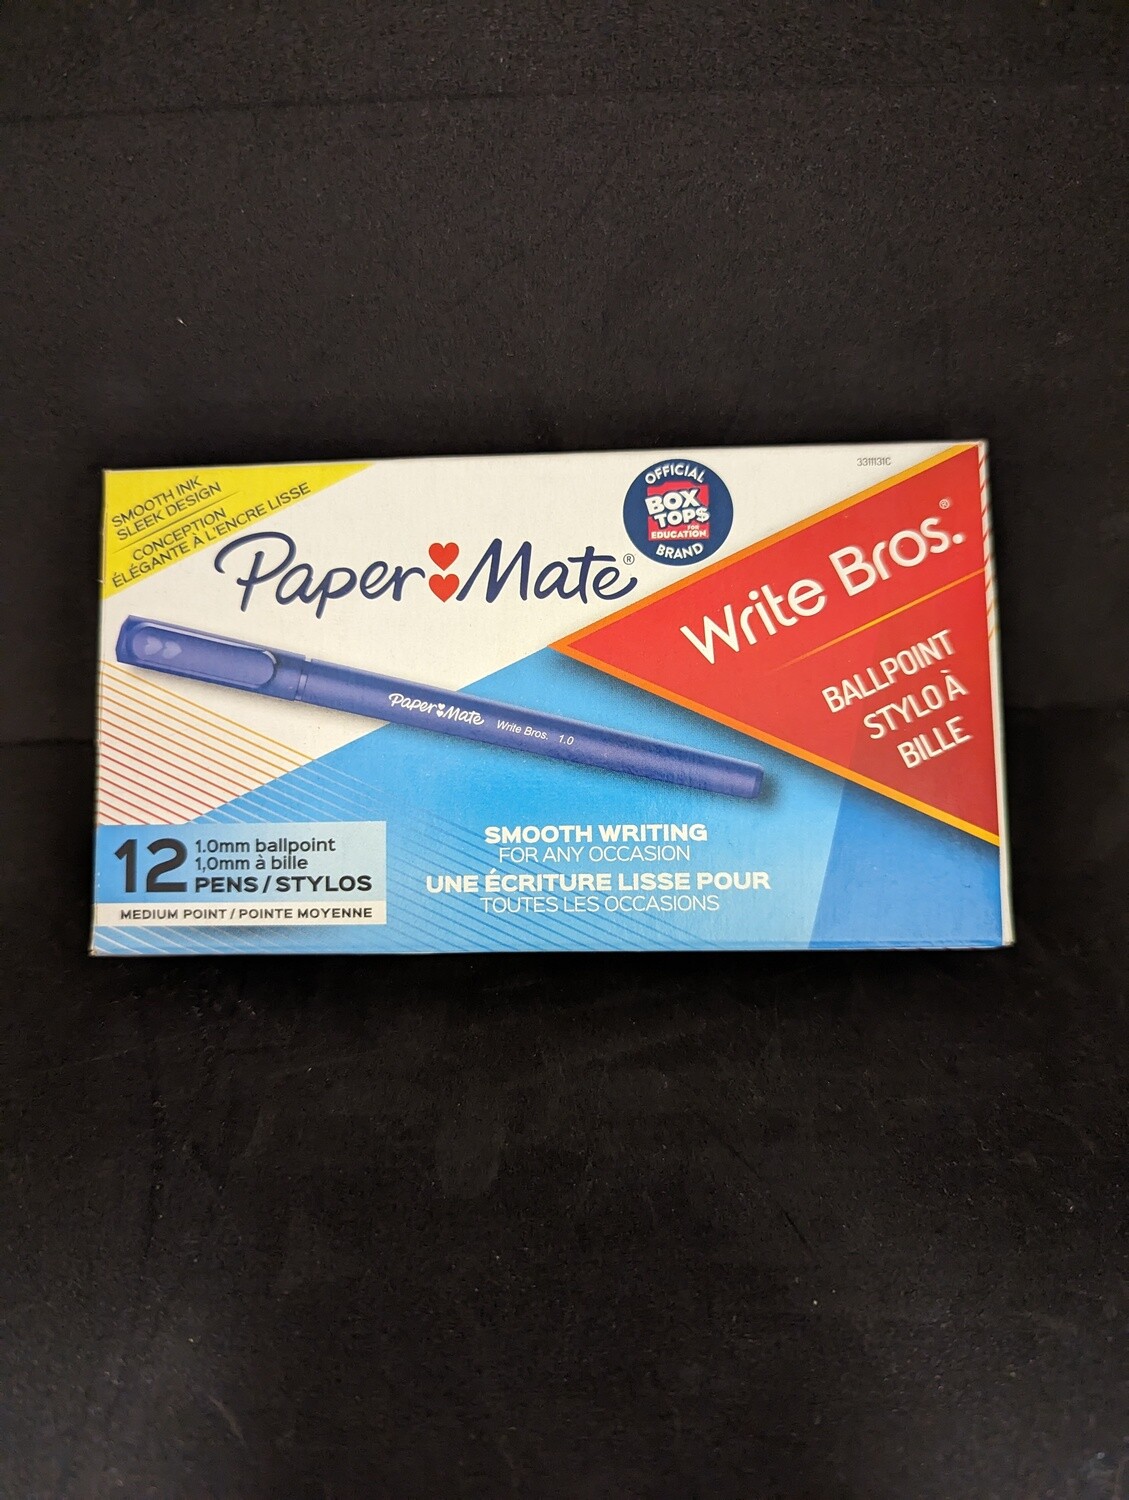 SMOOTH INK
SLEEK DESIGN
CONCEPTION
ÉLÉGANTE À L'ENCRE LISSE
Paper Mate®
OFFICIAL
BOX
TOP$
FOR
EDUCATION
BRAND
3311131C
Write Bros.®
BALLPOINT
STYLO À
BILLE
Paper Mate Write Bros. 1.0
12
1.0mm ballpoint
1,0mm à bille
PENS / STYLOS
MEDIUM POINT / POINTE MOYENNE
SMOOTH WRITING
FOR ANY OCCASION
UNE ÉCRITURE LISSE POUR
TOUTES LES OCCASIONS